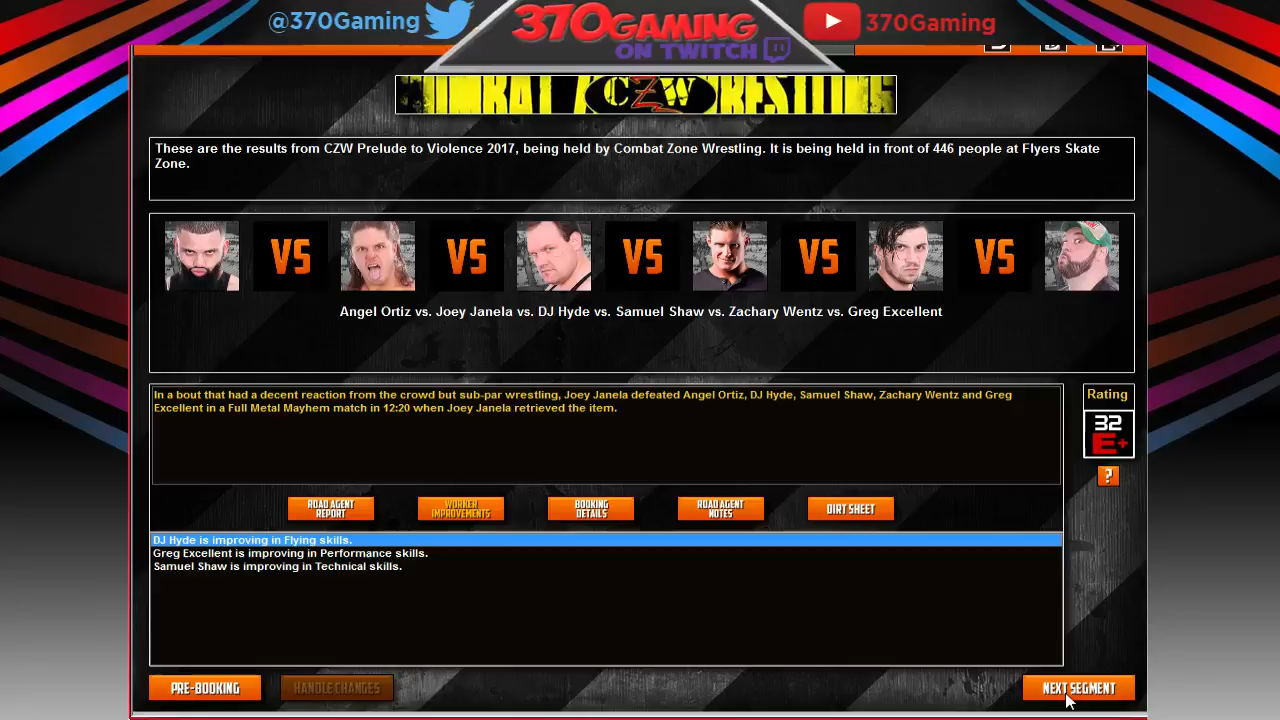 @370Gaming
370GAMING
ON TWITCH
370Gaming
COMBAT ZONE WRESTLING
CZW
These are the results from CZW Prelude to Violence 2017, being held by Combat Zone Wrestling. It is being held in front of 446 people at Flyers Skate
Zone.
VS VS VS VS VS
Angel Ortiz vs. Joey Janela vs. DJ Hyde vs. Samuel Shaw vs. Zachary Wentz vs. Greg Excellent
In a bout that had a decent reaction from the crowd but sub-par wrestling, Joey Janela defeated Angel Ortiz, DJ Hyde, Samuel Shaw, Zachary Wentz and Greg
Excellent in a Full Metal Mayhem match in 12:20 when Joey Janela retrieved the item.
Rating
32
E+
?
ROAD AGENT
REPORT
WORKER
IMPROVEMENTS
BOOKING
DETAILS
ROAD AGENT
NOTES
DIRT SHEET
DJ Hyde is improving in Flying skills.
Greg Excellent is improving in Performance skills.
Samuel Shaw is improving in Technical skills.
PRE-BOOKING
HANDLE CHANGES
NEXT SEGMENT